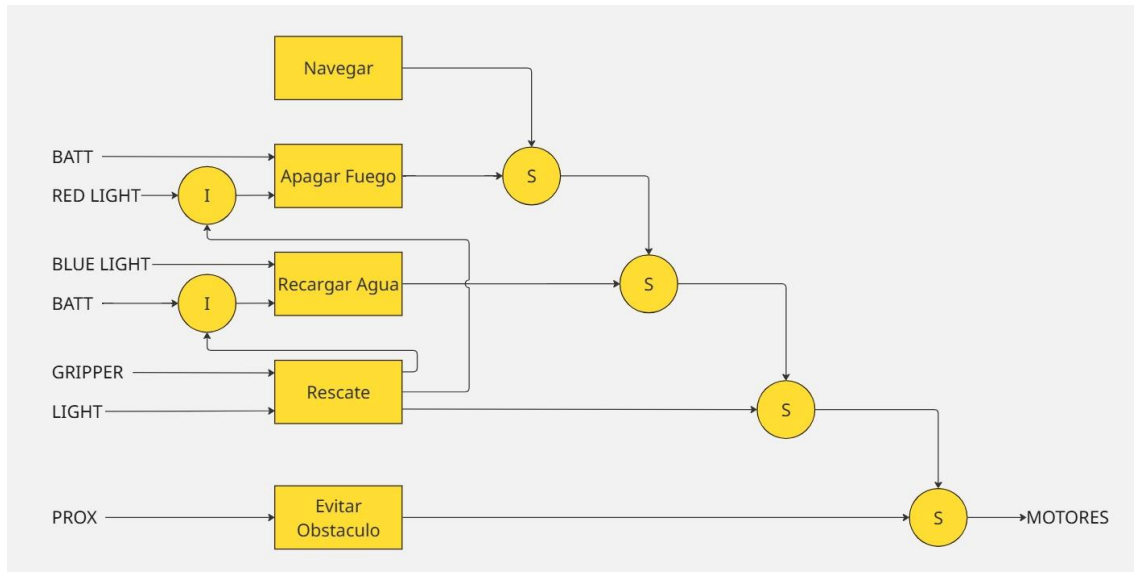 Navegar
BATT
Apagar Fuego
S
RED LIGHT
I
BLUE LIGHT
Recargar Agua
S
BATT
I
GRIPPER
Rescate
LIGHT
S
PROX
Evitar
Obstaculo
S
MOTORES